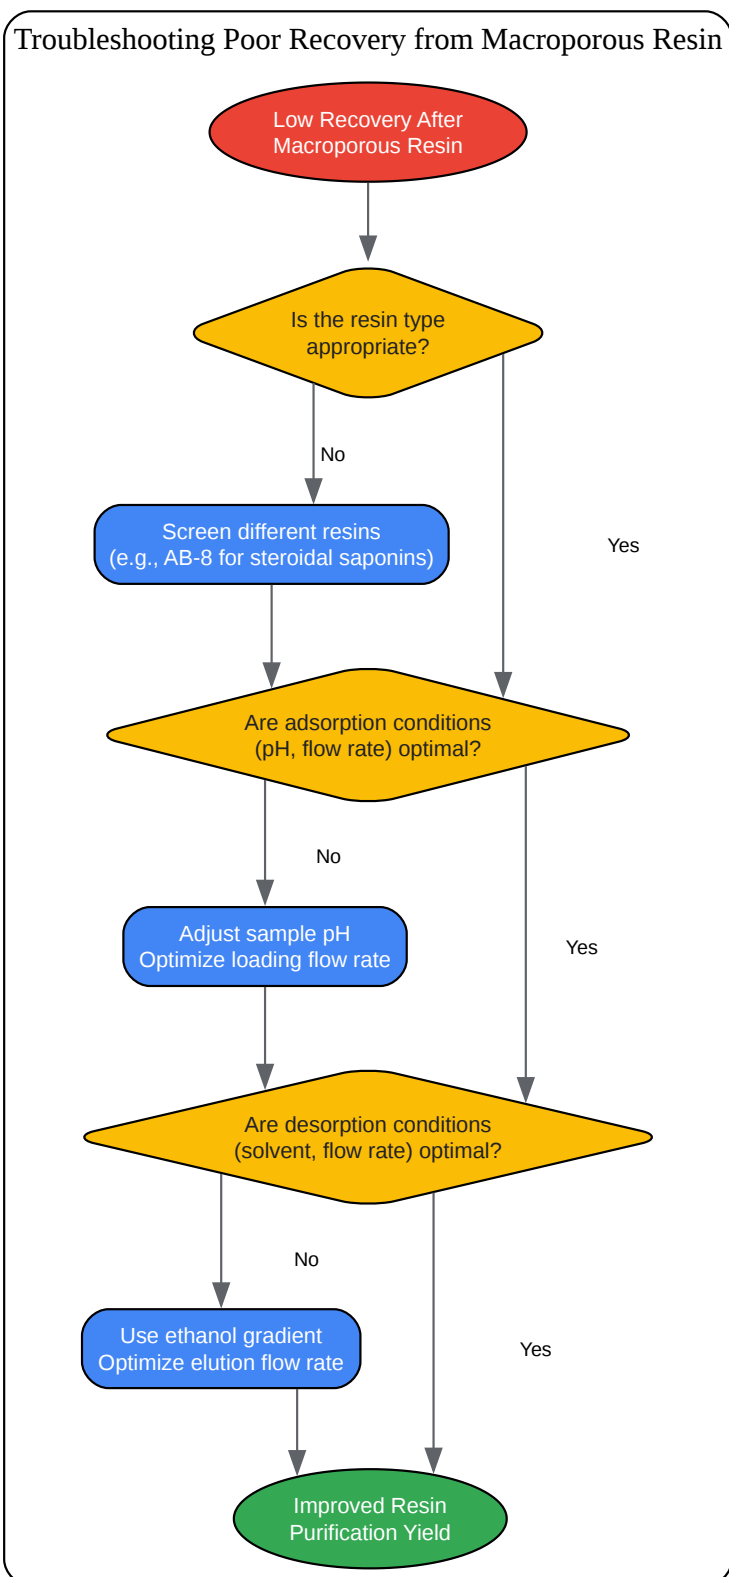 Troubleshooting Poor Recovery from Macroporous Resin
Low Recovery After
Macroporous Resin
Is the resin type
appropriate?
No
Screen different resins
(e.g., AB-8 for steroidal saponins)
Yes
Are adsorption conditions
(pH, flow rate) optimal?
No
Adjust sample pH
Optimize loading flow rate
Yes
Are desorption conditions
(solvent, flow rate) optimal?
No
Use ethanol gradient
Optimize elution flow rate
Yes
Improved Resin
Purification Yield